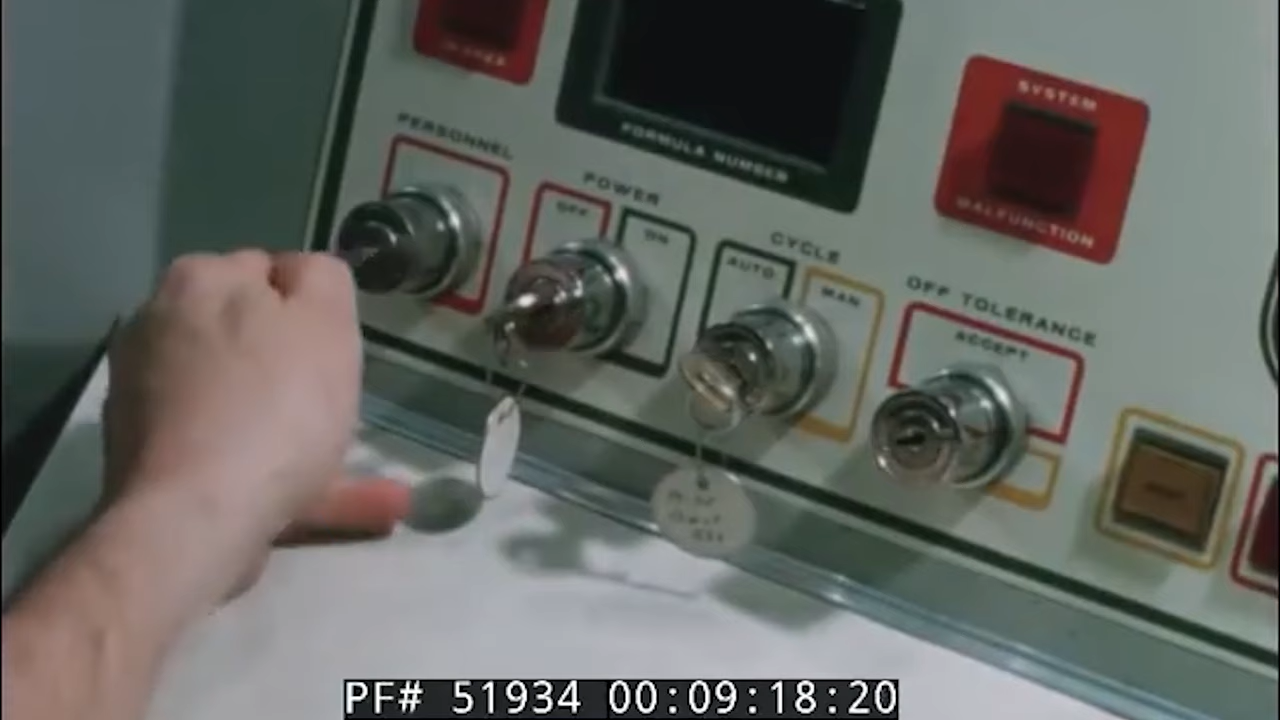 SYSTEM
MALFUNCTION
FORMULA NUMBER
PERSONNEL
POWER
OFF
ON
CYCLE
AUTO
MAN
OFF TOLERANCE
ACCEPT
PF# 51934 00:09:18:20